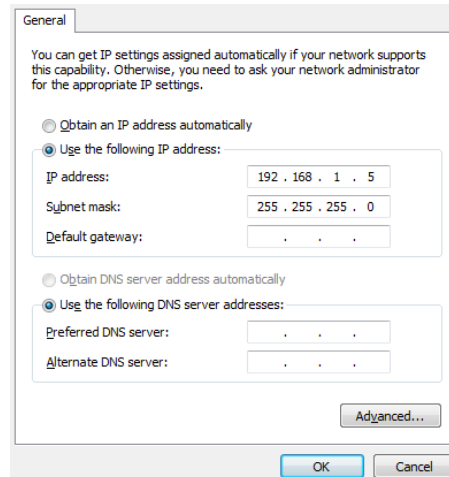 General
You can get IP settings assigned automatically if your network supports
this capability. Otherwise, you need to ask your network administrator
for the appropriate IP settings.
Obtain an IP address automatically
Use the following IP address:
IP address: 192 . 168 . 1 . 5
Subnet mask: 255 . 255 . 255 . 0
Default gateway: . . .
Obtain DNS server address automatically
Use the following DNS server addresses:
Preferred DNS server: . . .
Alternate DNS server: . . .
Advanced...
OK Cancel